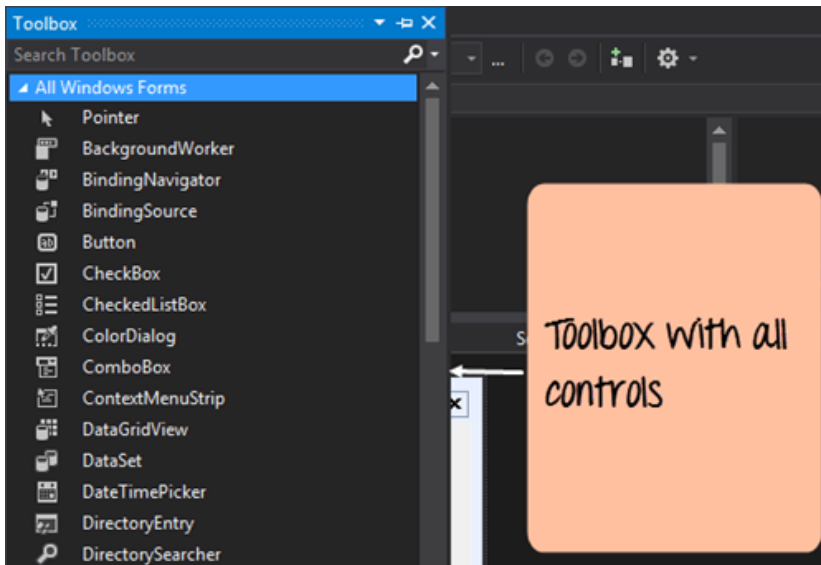 Toolbox
Search Toolbox
All Windows Forms
Pointer
BackgroundWorker
BindingNavigator
BindingSource
Button
CheckBox
CheckedListBox
ColorDialog
ComboBox
ContextMenuStrip
DataGridView
DataSet
DateTimePicker
DirectoryEntry
DirectorySearcher
Toolbox with all
controls